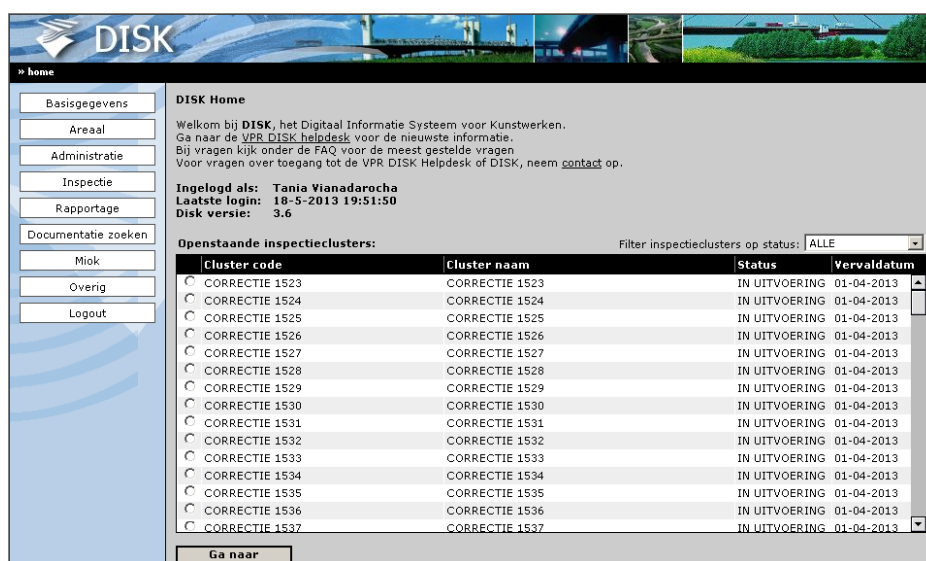 DISK
» home
Basisgegevens
Areaal
Administratie
Inspectie
Rapportage
Documentatie zoeken
Miok
Overig
Logout
DISK Home
Welkom bij DISK, het Digitaal Informatie Systeem voor Kunstwerken.
Ga naar de VPR DISK helpdesk voor de nieuwste informatie.
Bij vragen kijk onder de FAQ voor de meest gestelde vragen
Voor vragen over toegang tot de VPR DISK Helpdesk of DISK, neem contact op.
Ingelogd als: Tania Vianadarocha
Laatste login: 18-5-2013 19:51:50
Disk versie: 3.6
Openstaande inspectieclusters: Filter inspectieclusters op status: ALLE
Cluster code Cluster naam Status Vervaldatum
CORRECTIE 1523 CORRECTIE 1523 IN UITVOERING 01-04-2013
CORRECTIE 1524 CORRECTIE 1524 IN UITVOERING 01-04-2013
CORRECTIE 1525 CORRECTIE 1525 IN UITVOERING 01-04-2013
CORRECTIE 1526 CORRECTIE 1526 IN UITVOERING 01-04-2013
CORRECTIE 1527 CORRECTIE 1527 IN UITVOERING 01-04-2013
CORRECTIE 1528 CORRECTIE 1528 IN UITVOERING 01-04-2013
CORRECTIE 1529 CORRECTIE 1529 IN UITVOERING 01-04-2013
CORRECTIE 1530 CORRECTIE 1530 IN UITVOERING 01-04-2013
CORRECTIE 1531 CORRECTIE 1531 IN UITVOERING 01-04-2013
CORRECTIE 1532 CORRECTIE 1532 IN UITVOERING 01-04-2013
CORRECTIE 1533 CORRECTIE 1533 IN UITVOERING 01-04-2013
CORRECTIE 1534 CORRECTIE 1534 IN UITVOERING 01-04-2013
CORRECTIE 1535 CORRECTIE 1535 IN UITVOERING 01-04-2013
CORRECTIE 1536 CORRECTIE 1536 IN UITVOERING 01-04-2013
CORRECTIE 1537 CORRECTIE 1537 IN UITVOERING 01-04-2013
Ga naar